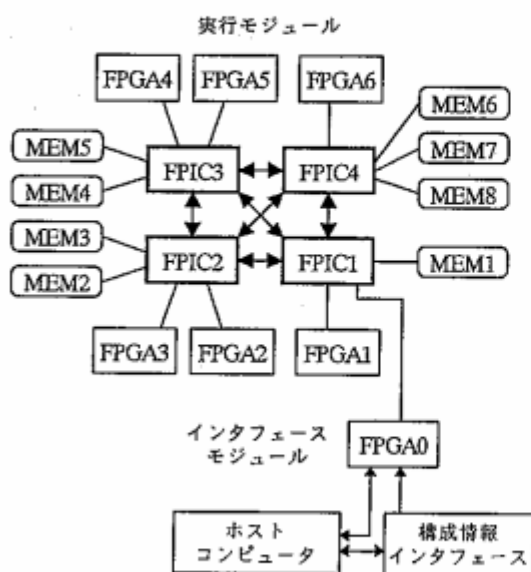 実行モジュール
FPGA4
FPGA5
FPGA6
MEM6
MEM5
FPIC3
FPIC4
MEM7
MEM4
MEM8
MEM3
FPIC2
FPIC1
MEM1
MEM2
FPGA3
FPGA2
FPGA1
インタフェース
モジュール
FPGA0
ホスト
コンピュータ
構成情報
インタフェース